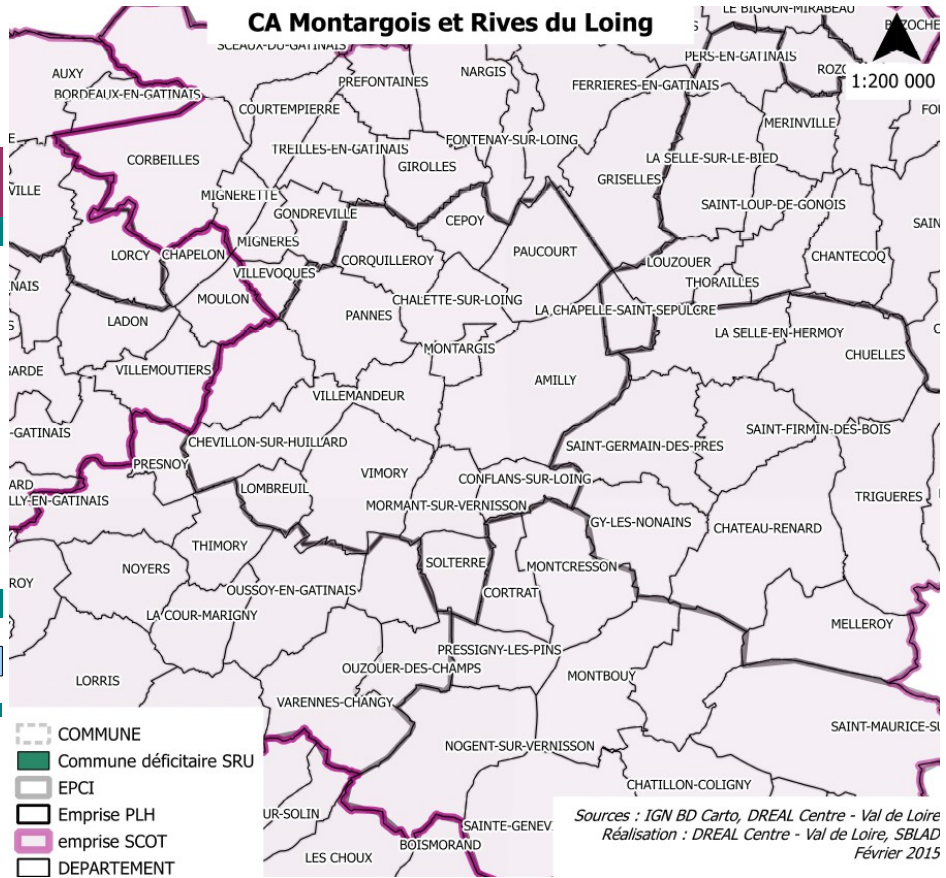 CA Montargois et Rives du Loing
LE BIGNON-MIRABEAU
SCEAUX-DU-GATINAIS
PERS-EN-GATINAIS
AUXY
PREFONTAINES
NARGIS
FERRIERES-EN-GATINAIS
1:200 000
BORDEAUX-EN-GATINAIS
COURTEMPIERRE
MERINVILLE
TREILLES-EN-GATINAIS
FONTENAY-SUR-LOING
CORBEILLES
GIROLLES
LA SELLE-SUR-LE-BIED
GRISELLES
MIGNERETTE
SAINT-LOUP-DE-GONOIS
GONDREVILLE
CEPOY
MIGNERES
PAUCOURT
LORCY
CHAPELON
CORQUILLEROY
LOUZOUER
CHANTECOQ
VILLEVOQUES
THORAILLES
MOULON
CHALETTE-SUR-LOING
LA CHAPELLE-SAINT-SEPULCRE
PANNES
LADON
LA SELLE-EN-HERMOY
MONTARGIS
CHUELLES
VILLEMOUTIERS
AMILLY
VILLEMANDEUR
SAINT-FIRMIN-DES-BOIS
CHEVILLON-SUR-HUILLARD
SAINT-GERMAIN-DES-PRES
PRESNOY
VIMORY
CONFLANS-SUR-LOING
LOMBREUIL
TRIGUERES
MORMANT-SUR-VERNISSON
GY-LES-NONAINS
CHATEAU-RENARD
THIMORY
SOLTERRE
NOYERS
MONTCRESSON
OUSSOY-EN-GATINAIS
CORTRAT
LA COUR-MARIGNY
MELLEROY
PRESSIGNY-LES-PINS
OUZOUER-DES-CHAMPS
MONTBOUY
LORRIS
VARENNES-CHANGY
NOGENT-SUR-VERNISSON
CHATILLON-COLIGNY
BOISMORAND
LES CHOUX
COMMUNE
Commune déficitaire SRU
EPCI
Emprise PLH
emprise SCOT
DEPARTEMENT
Sources : IGN BD Carto, DREAL Centre - Val de Loire
Réalisation : DREAL Centre - Val de Loire, SBLAD
Février 2015